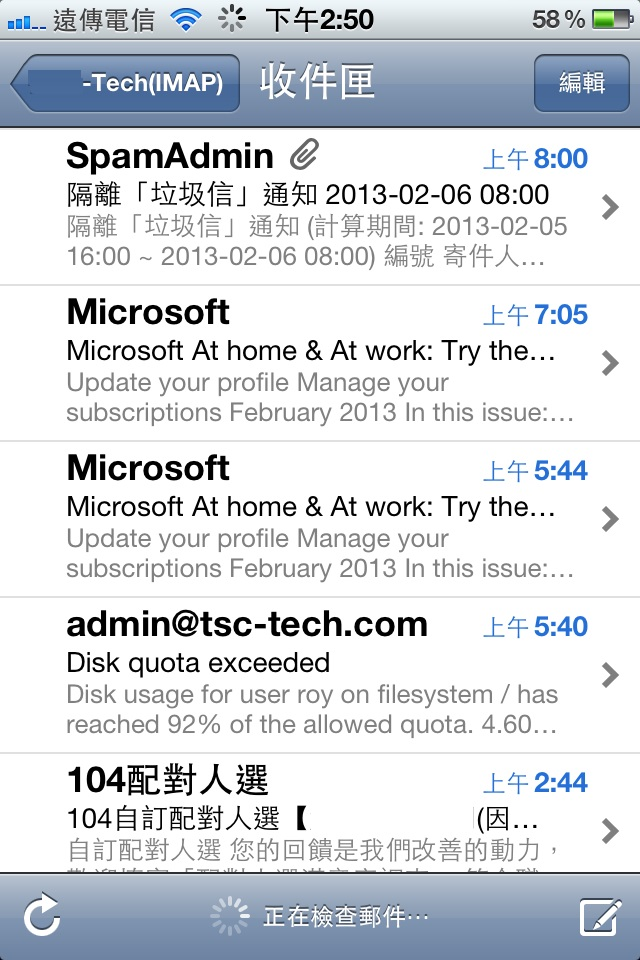 遠傳電信 下午2:50 58%
-Tech(IMAP) 收件匣 編輯
SpamAdmin 上午 8:00
隔離「垃圾信」通知 2013-02-06 08:00
隔離「垃圾信」通知 (計算期間: 2013-02-05
16:00 ~ 2013-02-06 08:00) 編號 寄件人…
Microsoft 上午 7:05
Microsoft At home & At work: Try the…
Update your profile Manage your
subscriptions February 2013 In this issue:…
Microsoft 上午 5:44
Microsoft At home & At work: Try the…
Update your profile Manage your
subscriptions February 2013 In this issue:…
admin@tsc-tech.com 上午 5:40
Disk quota exceeded
Disk usage for user roy on filesystem / has
reached 92% of the allowed quota. 4.60…
104配對人選 上午 2:44
104自訂配對人選【 (因…
自訂配對人選 您的回饋是我們改善的動力，
正在檢查郵件…